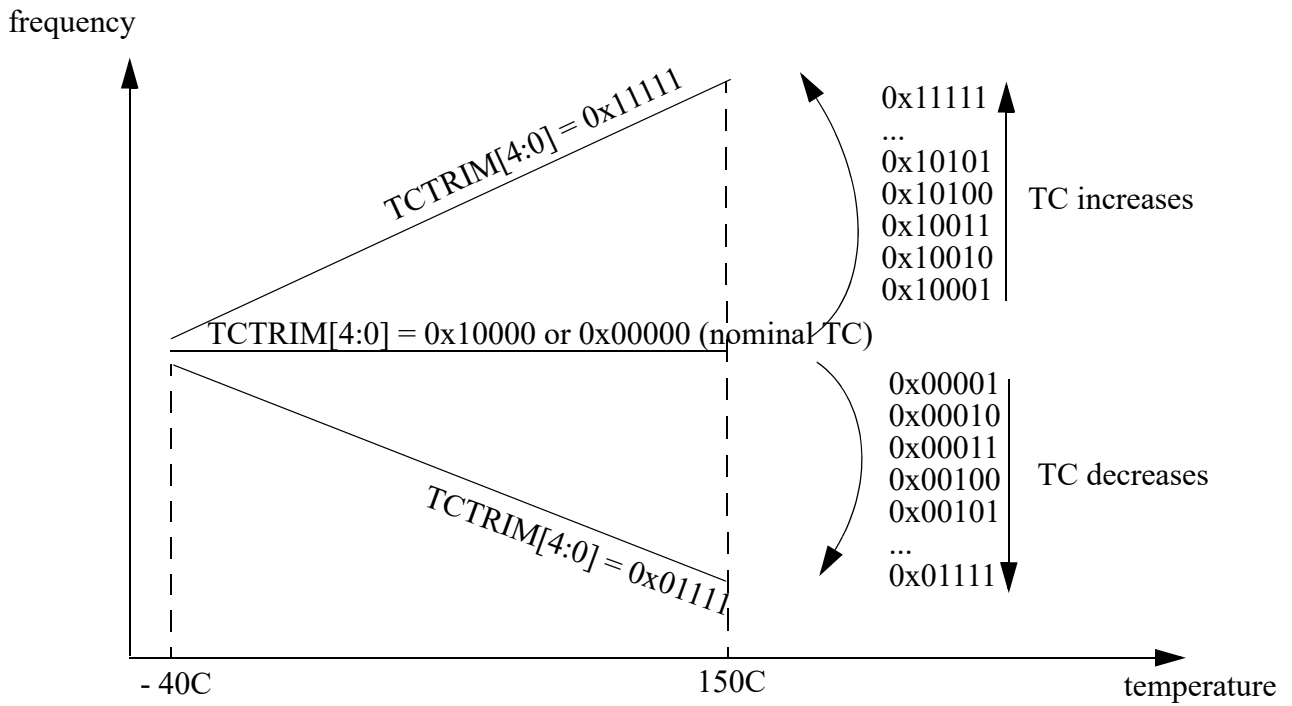 frequency
TCTRIM[4:0] = 0x11111
0x11111
...
0x10101
0x10100
0x10011
0x10010
0x10001
TC increases
TCTRIM[4:0] = 0x10000 or 0x00000 (nominal TC)
0x00001
0x00010
0x00011
0x00100
0x00101
...
0x01111
TC decreases
TCTRIM[4:0] = 0x01111
- 40C
150C
temperature